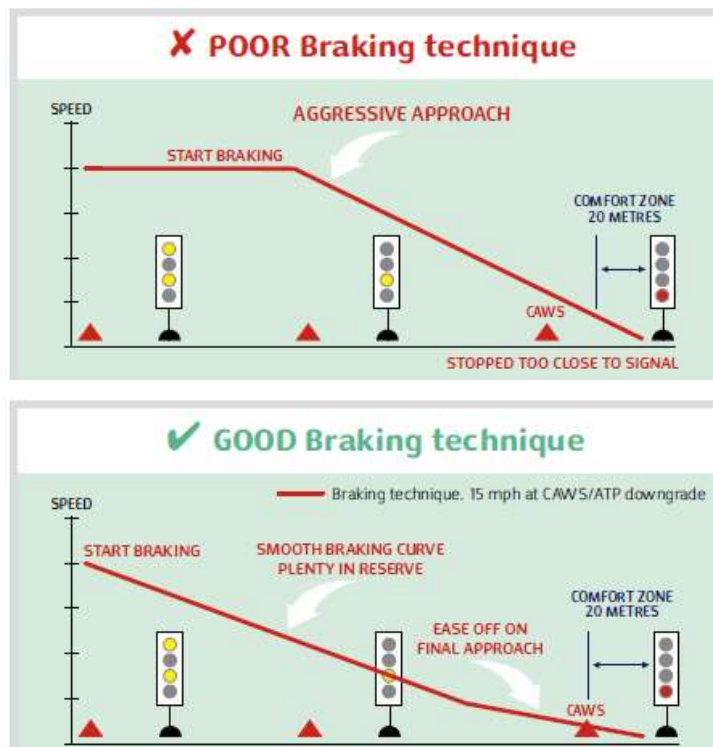 ✘ POOR Braking technique
SPEED
AGGRESSIVE APPROACH
START BRAKING
COMFORT ZONE
20 METRES
CAWS
STOPPED TOO CLOSE TO SIGNAL
✔ GOOD Braking technique
Braking technique. 15 mph at CAWS/ATP downgrade
SPEED
START BRAKING
SMOOTH BRAKING CURVE
PLENTY IN RESERVE
COMFORT ZONE
20 METRES
EASE OFF ON
FINAL APPROACH
CAWS